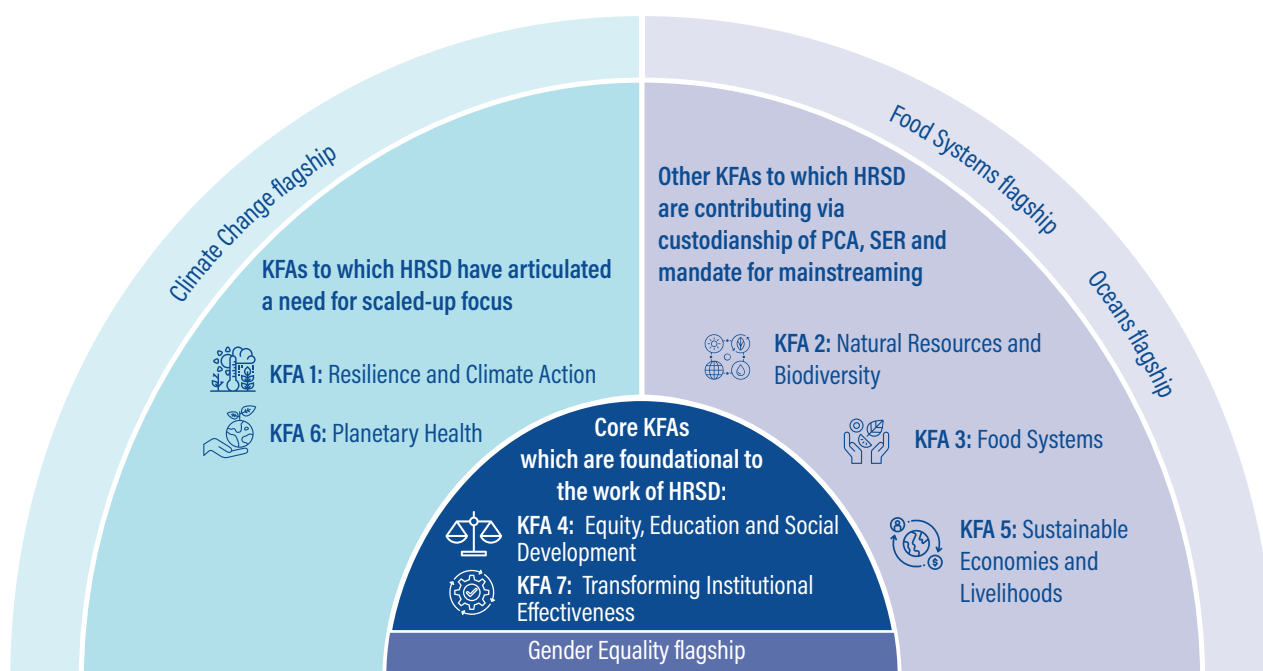 Climate Change flagship
KFAs to which HRSD have articulated
a need for scaled-up focus
KFA 1: Resilience and Climate Action
KFA 6: Planetary Health
Food Systems flagship
Oceans flagship
Other KFAs to which HRSD
are contributing via
custodianship of PCA, SER and
mandate for mainstreaming
KFA 2: Natural Resources and
Biodiversity
KFA 3: Food Systems
KFA 5: Sustainable
Economies and
Livelihoods
Core KFAs
which are foundational to
the work of HRSD:
KFA 4: Equity, Education and Social
Development
KFA 7: Transforming Institutional
Effectiveness
Gender Equality flagship